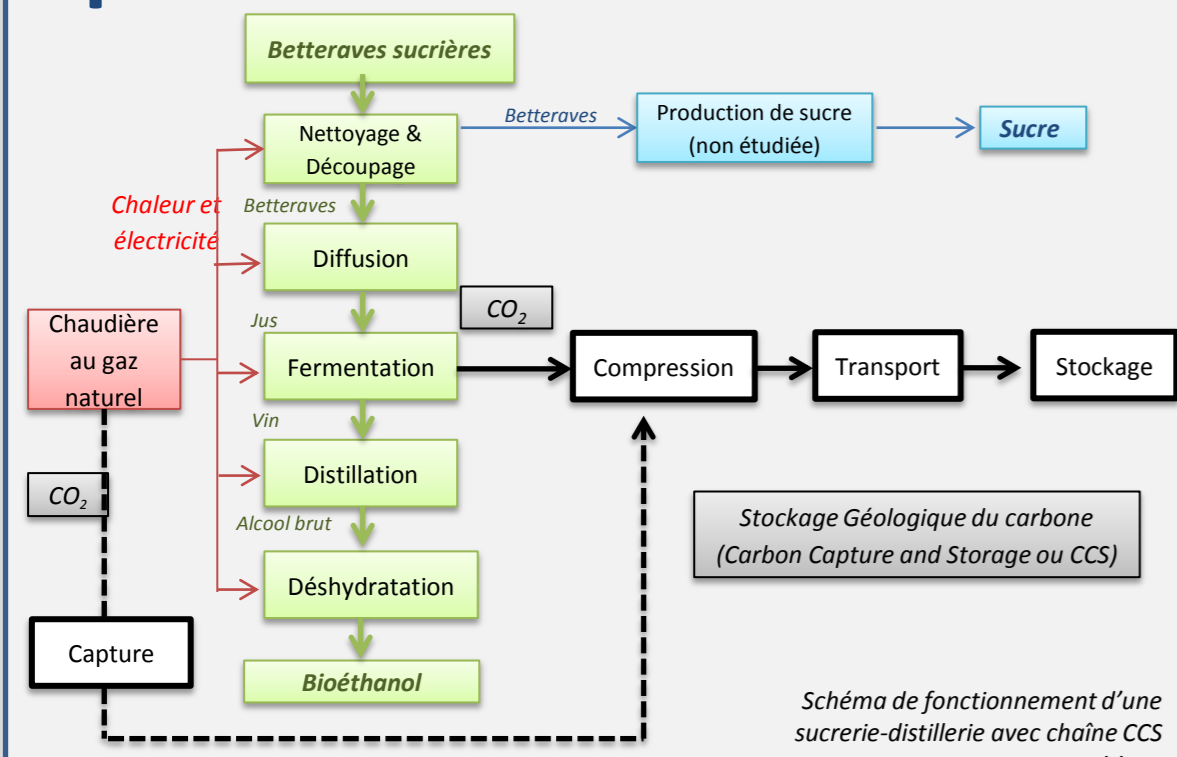 Betteraves sucrières
Nettoyage &
Découpage
Betteraves
Production de sucre
(non étudiée)
Sucre
Chaleur et
électricité
Betteraves
Diffusion
CO2
Jus
Chaudière
au gaz
naturel
Fermentation
Compression
Transport
Stockage
Vin
Distillation
CO2
Alcool brut
Stockage Géologique du carbone
(Carbon Capture and Storage ou CCS)
Déshydratation
Capture
Bioéthanol
Schéma de fonctionnement d’une
sucrerie-distillerie avec chaîne CCS